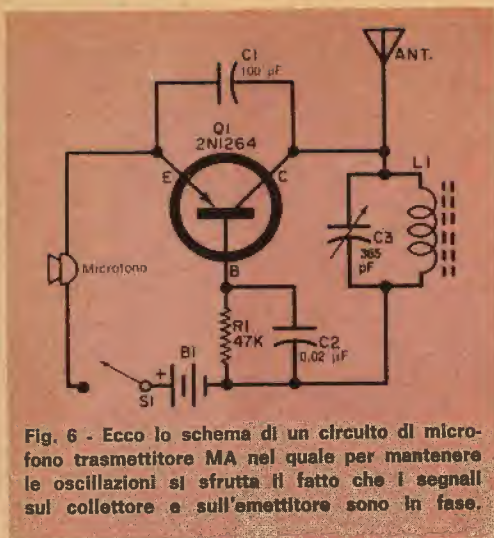 C1
100 pF
ANT.
Q1
2N1264
L1
E
C
C3
365
pF
Microfono
B
R1
47K
C2
0,02 µF
B1
+
S1
Fig. 6 - Ecco lo schema di un circuito di micro-
fono trasmettitore MA nel quale per mantenere
le oscillazioni si sfrutta il fatto che i segnali
sul collettore e sull'emettitore sono in fase.